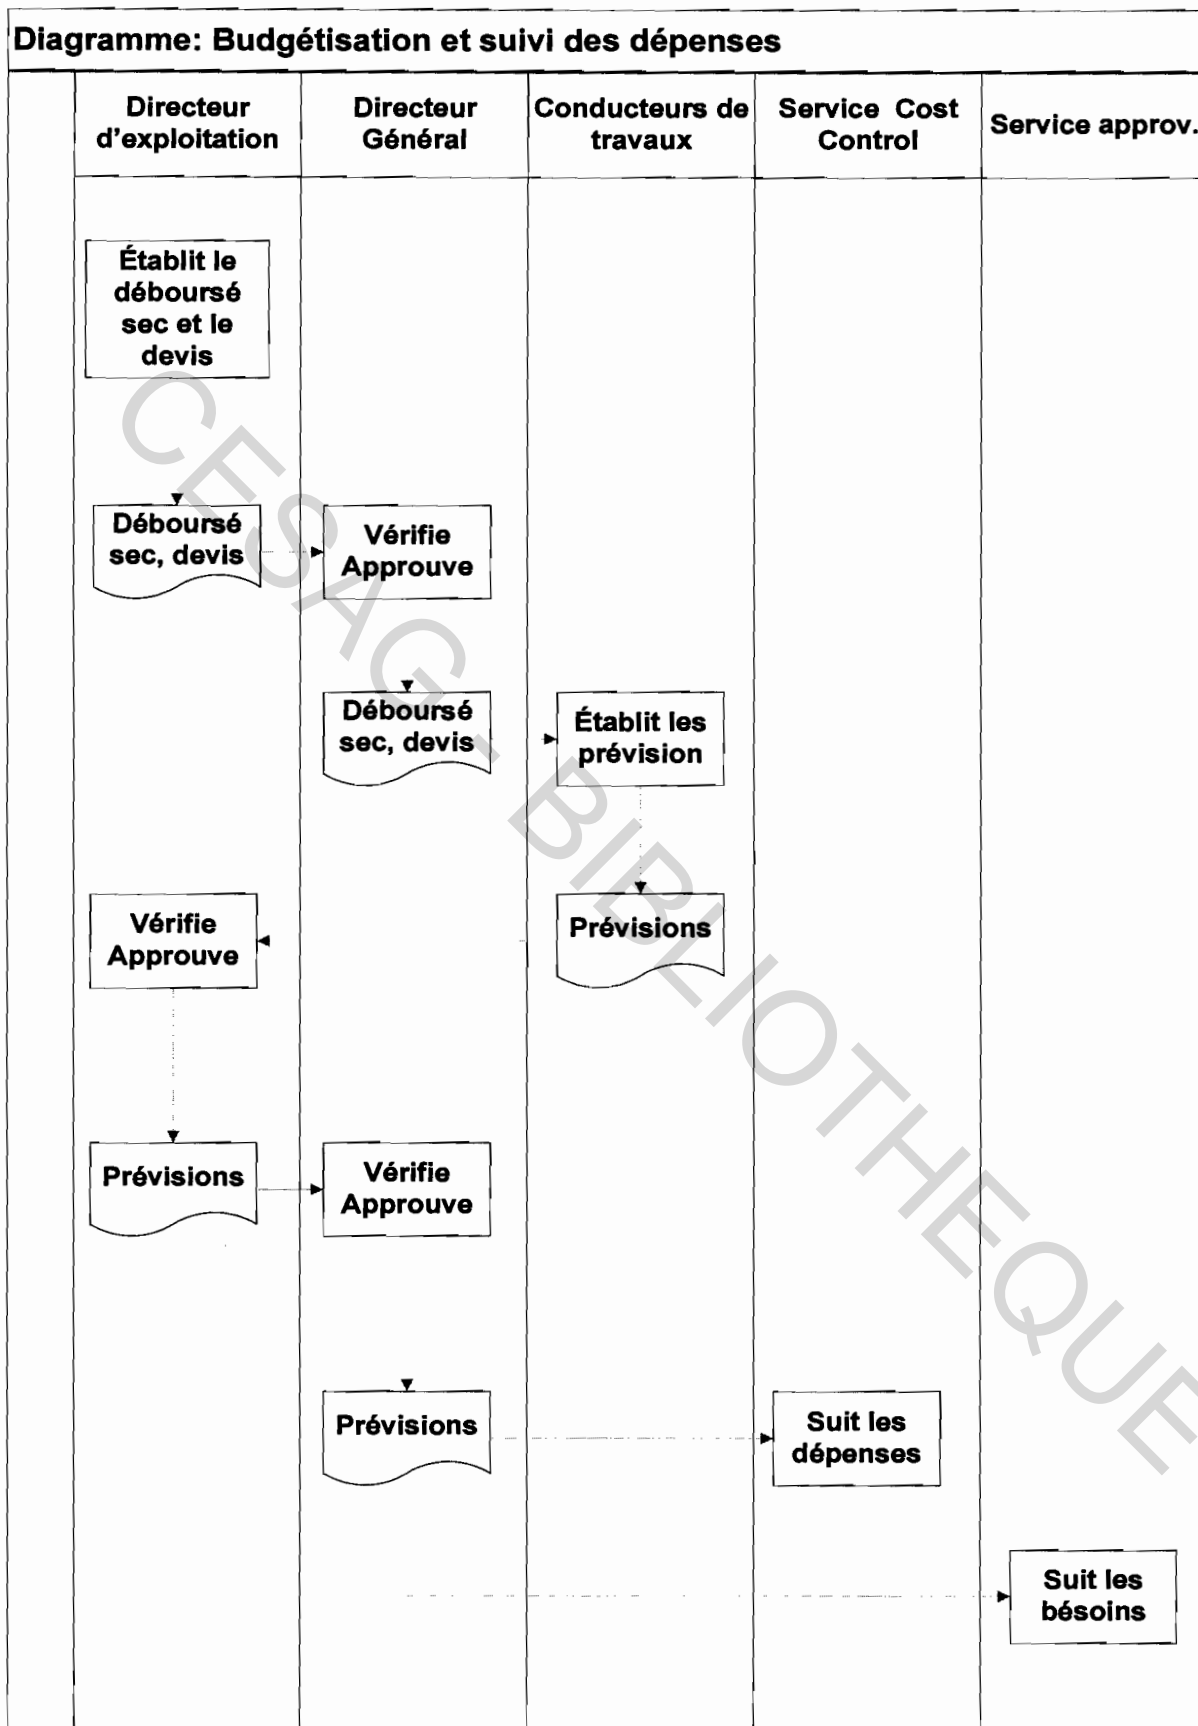 Diagramme: Budgétisation et suivi des dépenses
Directeur
d'exploitation
Directeur
Général
Conducteurs de
travaux
Service Cost
Control
Service approv.
Établit le
déboursé
sec et le
devis
Déboursé
sec, devis
Vérifie
Approuve
Déboursé
sec, devis
Établit les
prévision
Vérifie
Approuve
Prévisions
Prévisions
Vérifie
Approuve
Prévisions
Suit les
dépenses
Suit les
bésoins
CESAG - BIBLIOTHEQUE